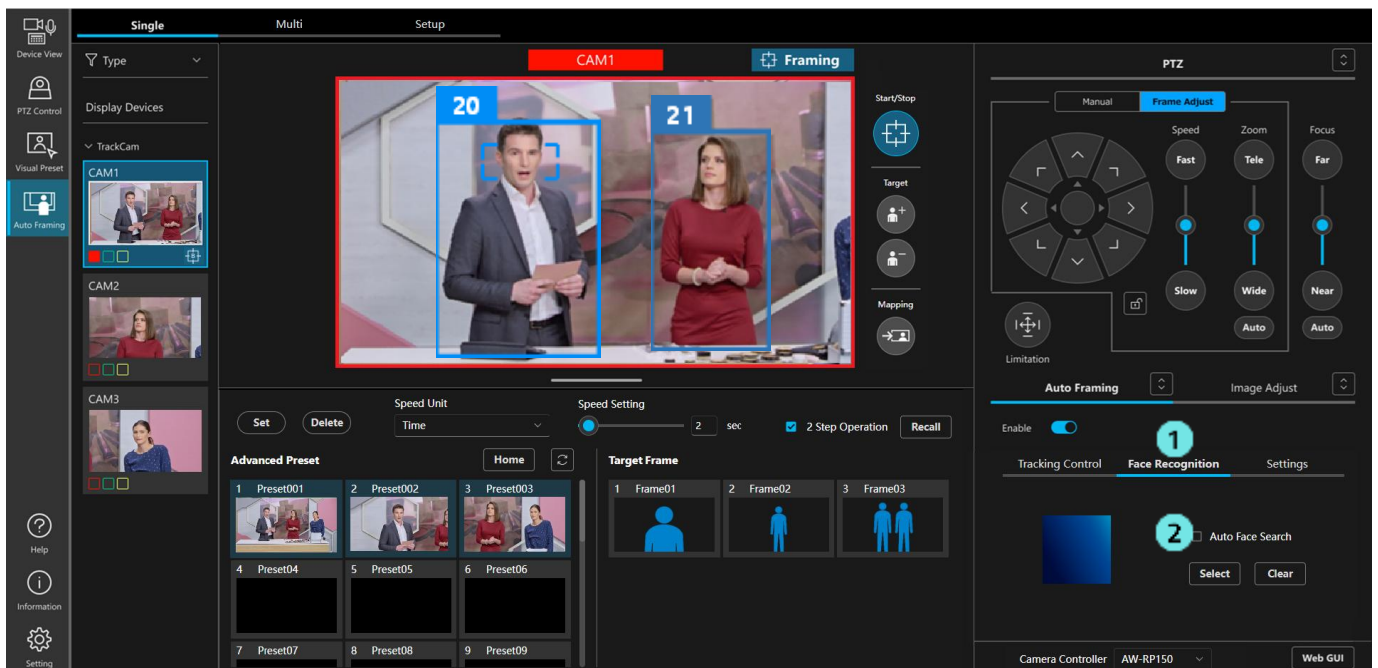 Device View
PTZ Control
Visual Preset
Auto Framing
Help
Information
Setting
Single Multi Setup
Type
Display Devices
TrackCam
CAM1
CAM2
CAM3
CAM1 Framing
20
21
Start/Stop
Target
Mapping
Set Delete
Speed Unit
Time
Speed Setting
2 sec
2 Step Operation Recall
Advanced Preset Home
1 Preset001 2 Preset002 3 Preset003
4 Preset04 5 Preset05 6 Preset06
7 Preset07 8 Preset08 9 Preset09
Target Frame
1 Frame01 2 Frame02 3 Frame03
PTZ
Manual Frame Adjust
Speed Zoom Focus
Fast Tele Far
Slow Wide Near
Auto Auto
Limitation
Auto Framing Image Adjust
Enable
1
Tracking Control Face Recognition Settings
2 Auto Face Search
Select Clear
Camera Controller AW-RP150 Web GUI